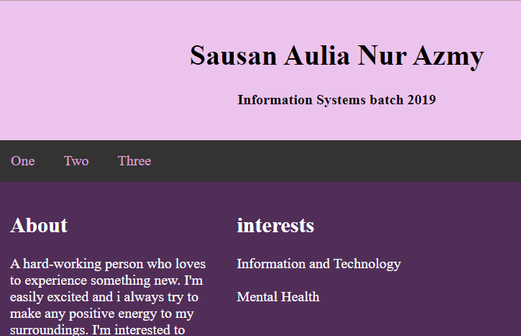 Sausan Aulia Nur Azmy
Information Systems batch 2019
One Two Three
About
A hard-working person who loves
to experience something new. I'm
easily excited and i always try to
make any positive energy to my
surroundings. I'm interested to
interests
Information and Technology
Mental Health